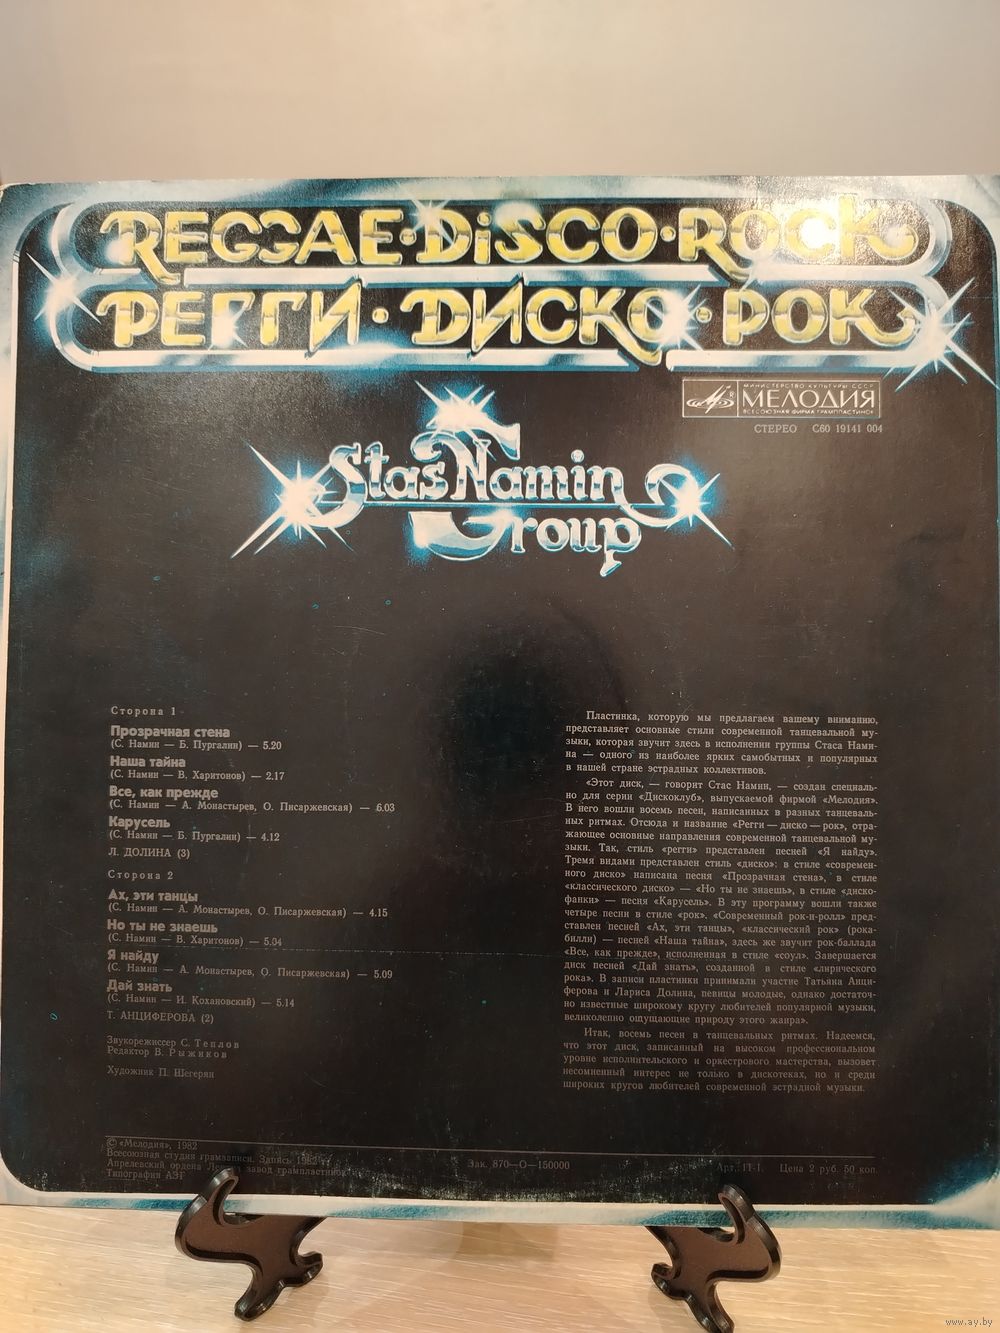 REGGAE·DiSCO·ROCK
РЕГГИ·ДИСКО·РОК
МИНИСТЕРСТВО КУЛЬТУРЫ СССР
МЕЛОДИЯ
ВСЕСОЮЗНАЯ ФИРМА ГРАМПЛАСТИНОК
СТЕРЕО С60 19141 004
Stas Namin
Group
Сторона 1
Прозрачная стена
(С. Намин — Б. Пургалин) — 5.20
Наша тайна
(С. Намин — В. Харитонов) — 2.17
Все, как прежде
(С. Намин — А. Монастырев, О. Писаржевская) — 6.03
Карусель
(С. Намин — Б. Пургалин) — 4.12
Л. ДОЛИНА (3)
Сторона 2
Ах, эти танцы
(С. Намин — А. Монастырев, О. Писаржевская) — 4.15
Но ты не знаешь
(С. Намин — В. Харитонов) — 5.04
Я найду
(С. Намин — А. Монастырев, О. Писаржевская) — 5.09
Дай знать
(С. Намин — И. Кохановский) — 5.14
Т. АНЦИФЕРОВА (2)
Звукорежиссер С. Теплов
Редактор В. Рыжиков
Художник П. Шегерян
Пластинка, которую мы предлагаем вашему вниманию,
представляет основные стили современной танцевальной му-
зыки, которая звучит здесь в исполнении группы Стаса Нами-
на — одного из наиболее ярких самобытных и популярных
в нашей стране эстрадных коллективов.
«Этот диск, — говорит Стас Намин, — создан специаль-
но для серии «Дискоклуб», выпускаемой фирмой «Мелодия».
В него вошли восемь песен, написанных в разных танцеваль-
ных ритмах. Отсюда и название «Регги — диско — рок», отра-
жающее основные направления современной танцевальной му-
зыки. Так, стиль «регги» представлен песней «Я найду».
Тремя видами представлен стиль «диско»: в стиле «современ-
ного диско» написана песня «Прозрачная стена», в стиле
«классического диско» — «Но ты не знаешь», в стиле «диско-
фанки» — песня «Карусель». В эту программу вошли также
четыре песни в стиле «рок». «Современный рок-н-ролл» пред-
ставлен песней «Ах, эти танцы», «классический рок» (рока-
билли) — песней «Наша тайна», здесь же звучит рок-баллада
«Все, как прежде», исполненная в стиле «соул». Завершается
диск песней «Дай знать», созданной в стиле «лирического
рока». В записи пластинки принимали участие Татьяна Анци-
ферова и Лариса Долина, певицы молодые, однако достаточ-
но известные широкому кругу любителей популярной музыки,
великолепно ощущающие природу этого жанра».
Итак, восемь песен в танцевальных ритмах. Надеемся,
что этот диск, записанный на высоком профессиональном
уровне исполнительского и оркестрового мастерства, вызовет
несомненный интерес не только в дискотеках, но и среди
широких кругов любителей современной эстрадной музыки.
© «Мелодия», 1982
Всесоюзная студия грамзаписи. Запись
Апрелевский ордена завод грампластинок
Типография АЗГ
Зак. 870—О—150000
Арт. 11-1. Цена 2 руб. 50 коп.
www.ay.by